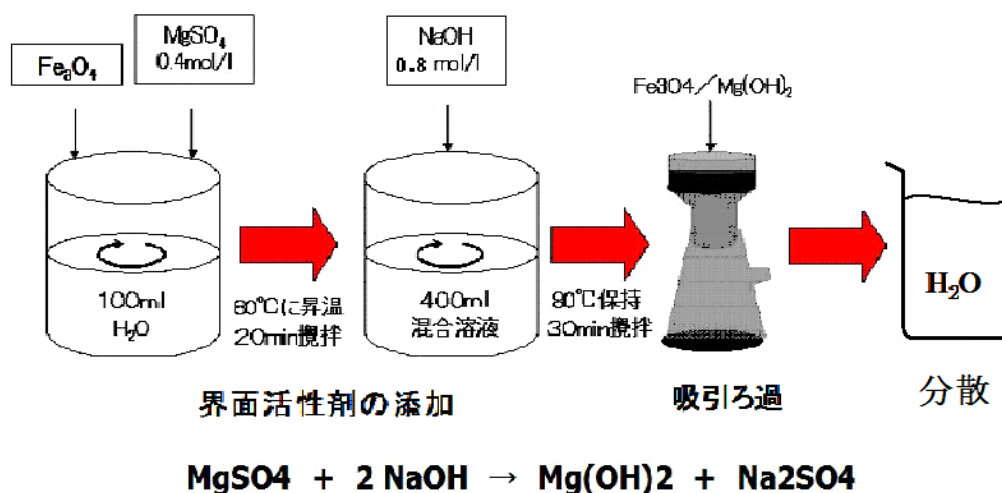 Fe₃O₄
MgSO₄
0.4mol/l
NaOH
0.8 mol/l
Fe3O4／Mg(OH)₂
100ml
H₂O
80℃に昇温
20min攪拌
400ml
混合溶液
90℃保持
30min攪拌
H₂O
界面活性剤の添加
吸引ろ過
分散
MgSO4 + 2 NaOH → Mg(OH)2 + Na2SO4